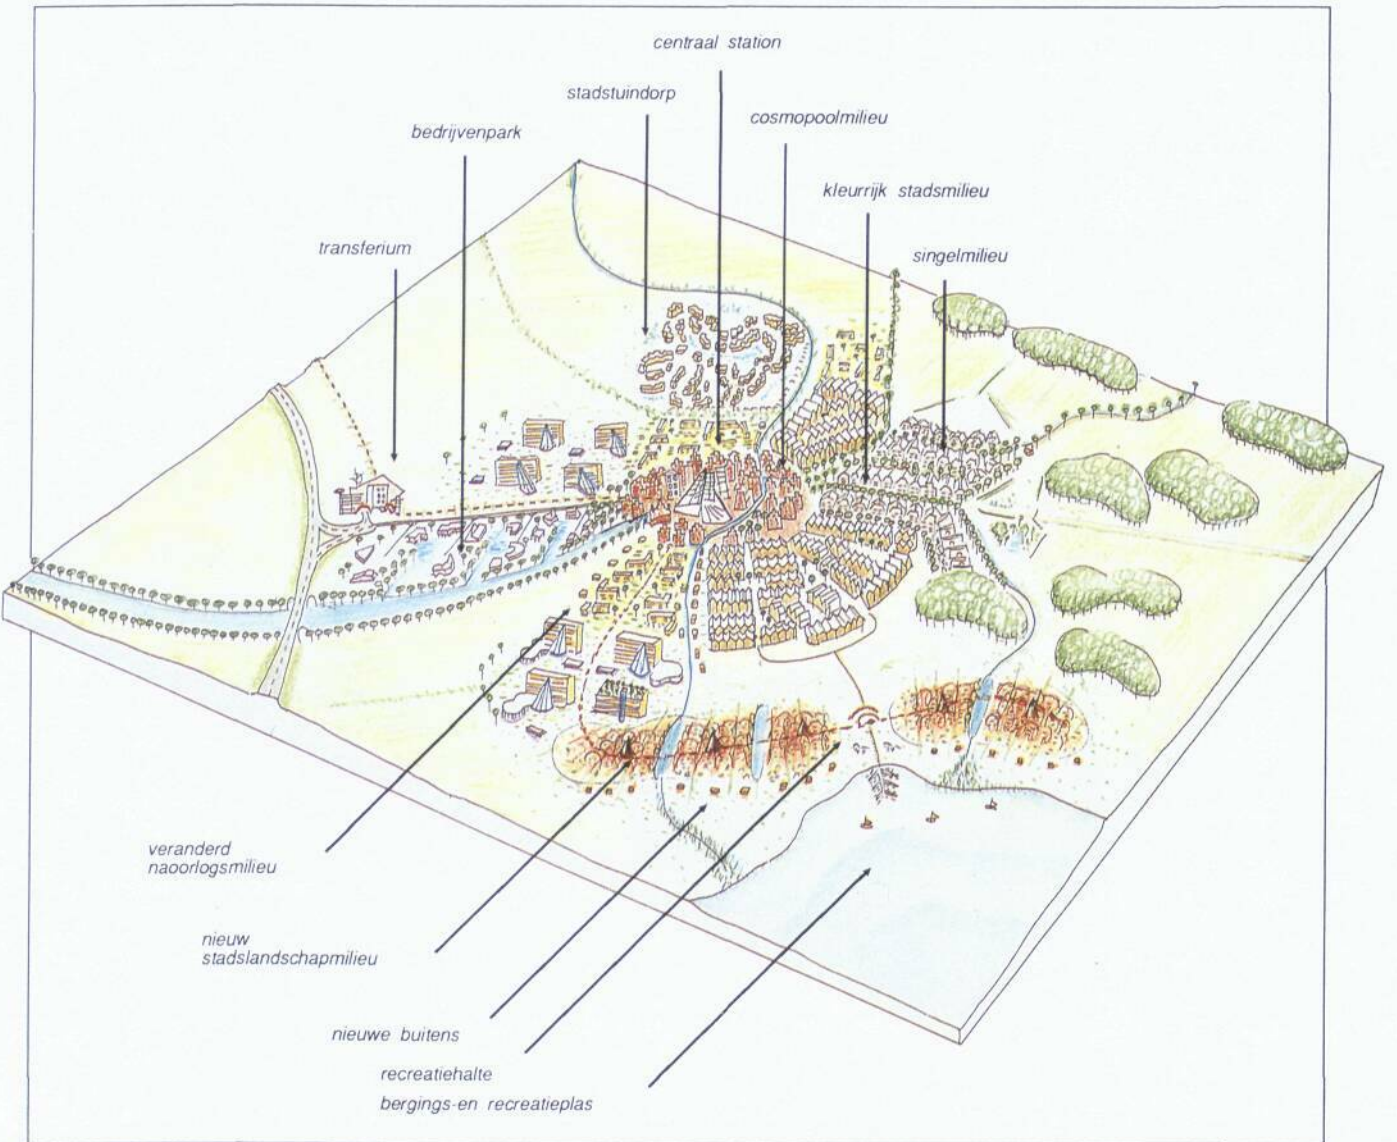 centraal station
stadstuindorp
cosmopoolmilieu
bedrijvenpark
kleurrijk stadsmilieu
transferium
singelmilieu
veranderd
naoorlogsmilieu
nieuw
stadslandschapmilieu
nieuwe buitens
recreatiehalte
bergings-en recreatieplas